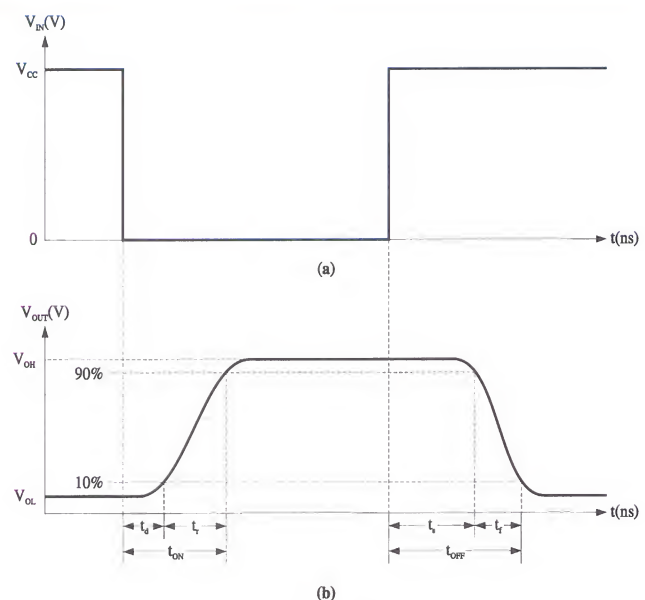 V_IN(V)
V_CC
0
t(ns)
(a)
V_OUT(V)
V_OH
90%
10%
V_OL
t(ns)
t_d t_r t_s t_f
t_ON t_OFF
(b)